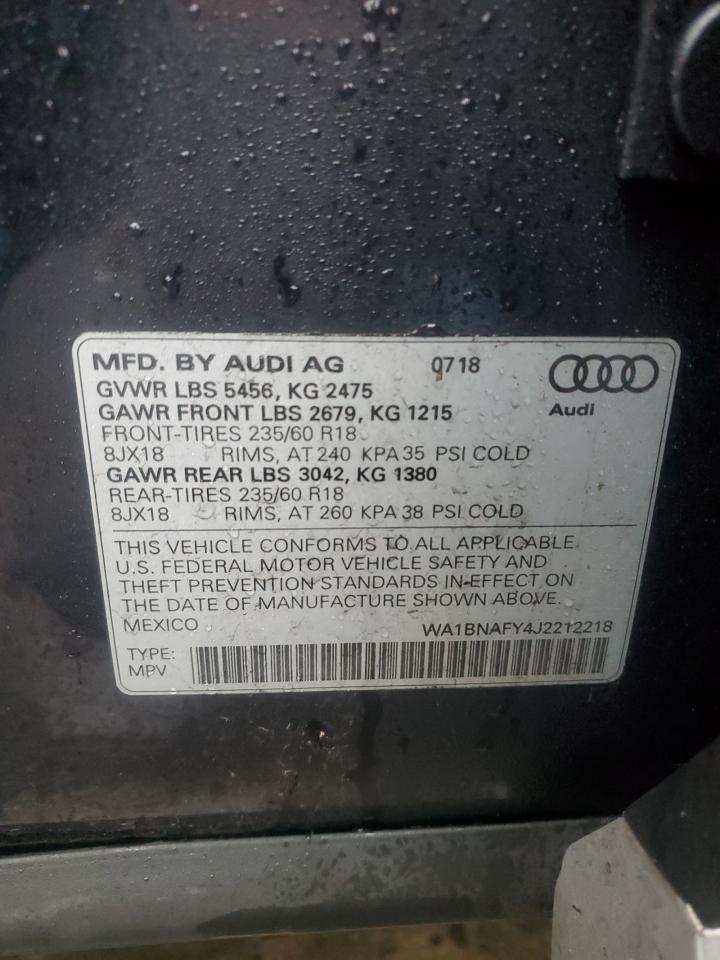 MFD. BY AUDI AG 0718
GVWR LBS 5456, KG 2475
GAWR FRONT LBS 2679, KG 1215
Audi
FRONT-TIRES 235/60 R18
8JX18 RIMS, AT 240 KPA 35 PSI COLD
GAWR REAR LBS 3042, KG 1380
REAR-TIRES 235/60 R18
8JX18 RIMS, AT 260 KPA 38 PSI COLD
THIS VEHICLE CONFORMS TO ALL APPLICABLE
U.S. FEDERAL MOTOR VEHICLE SAFETY AND
THEFT PREVENTION STANDARDS IN EFFECT ON
THE DATE OF MANUFACTURE SHOWN ABOVE.
MEXICO WA1BNAFY4J2212218
TYPE:
MPV